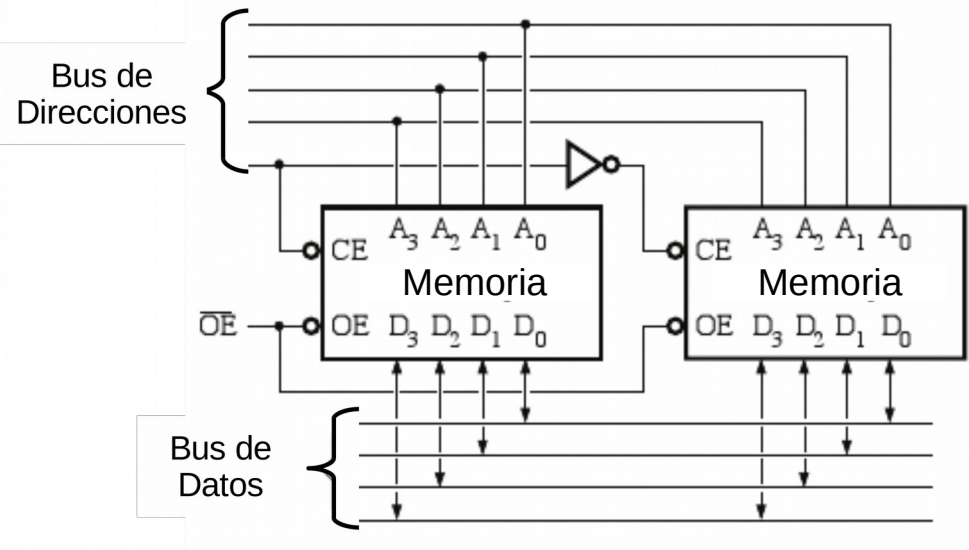 Bus de
Direcciones
CE A₃ A₂ A₁ A₀
Memoria
OE D₃ D₂ D₁ D₀
CE A₃ A₂ A₁ A₀
Memoria
OE D₃ D₂ D₁ D₀
O̅E̅
Bus de
Datos